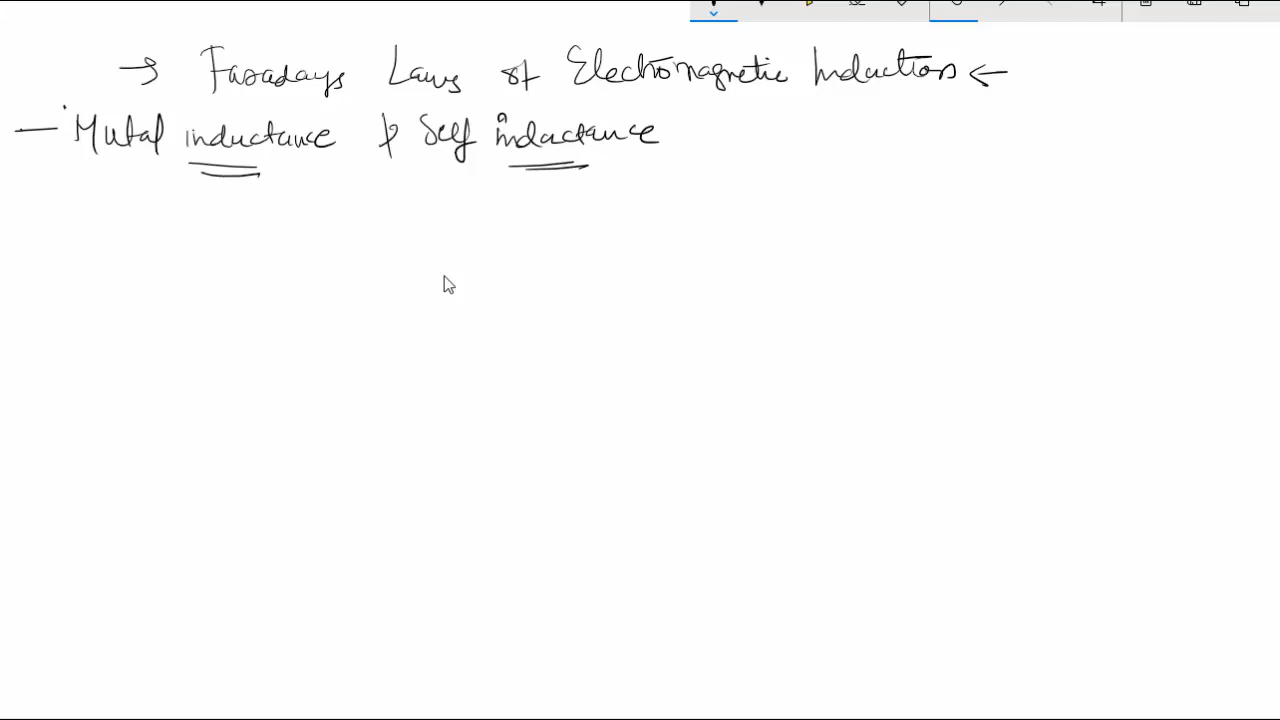 → Faradays Laws of Electromagnetic Induction ←
— Mutal inductance & Self inductance